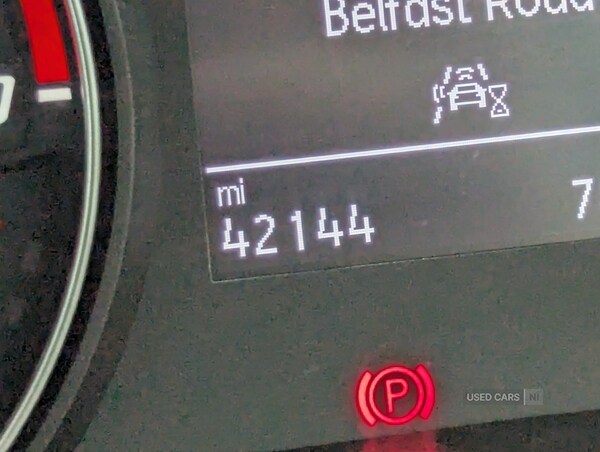 Belfast Road
mi
42144 7
P
USED CARS NI